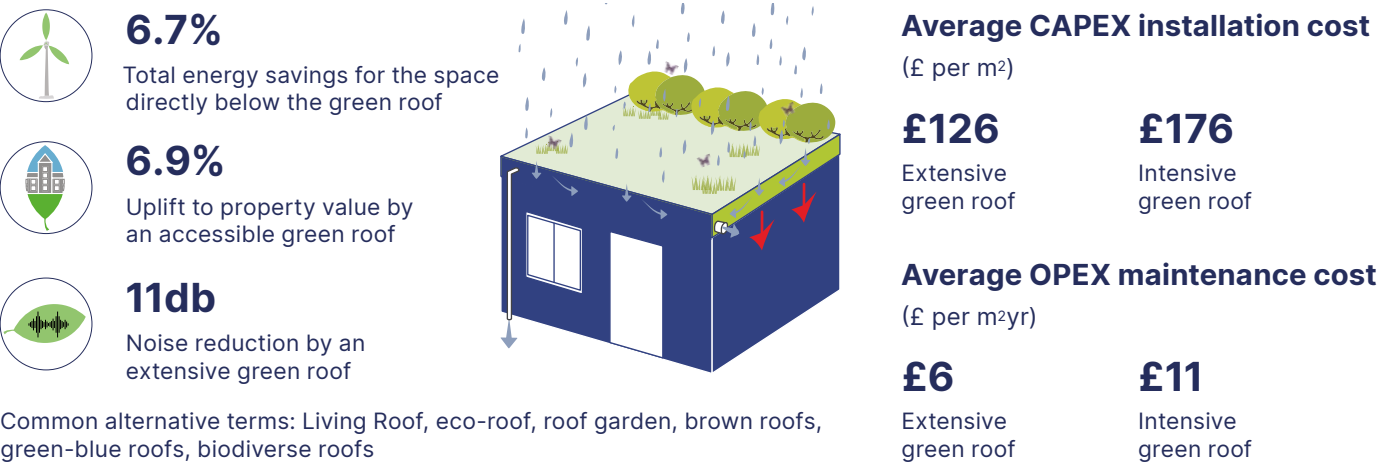 6.7%
Total energy savings for the space
directly below the green roof
6.9%
Uplift to property value by
an accessible green roof
11db
Noise reduction by an
extensive green roof
Common alternative terms: Living Roof, eco-roof, roof garden, brown roofs,
green-blue roofs, biodiverse roofs
Average CAPEX installation cost
(£ per m2)
£126
Extensive
green roof
£176
Intensive
green roof
Average OPEX maintenance cost
(£ per m2yr)
£6
Extensive
green roof
£11
Intensive
green roof